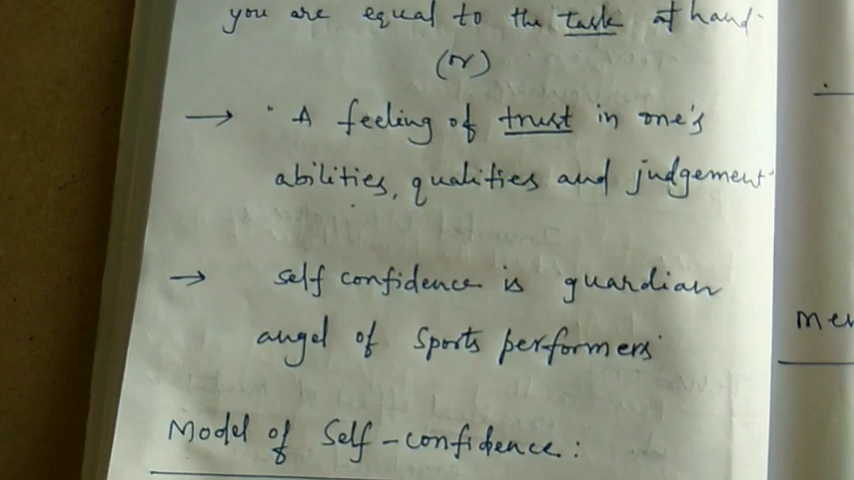 you are equal to the task at hand.
(or)
→ "A feeling of trust in one's
abilities, qualities and judgement"
→ self confidence is guardian
angel of sports performers
Model of Self-confidence: